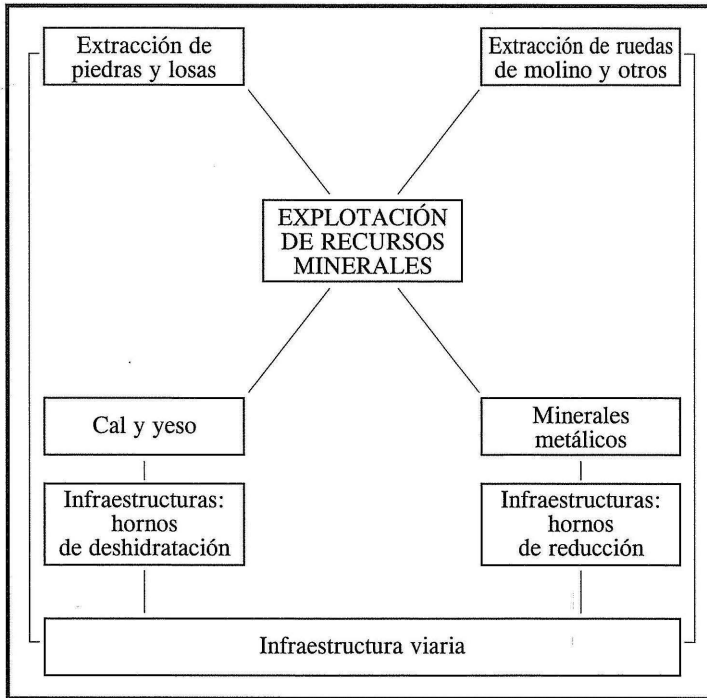 Extracción de
piedras y losas
Extracción de ruedas
de molino y otros
EXPLOTACIÓN
DE RECURSOS
MINERALES
Cal y yeso
Minerales
metálicos
Infraestructuras:
hornos
de deshidratación
Infraestructuras:
hornos
de reducción
Infraestructura viaria